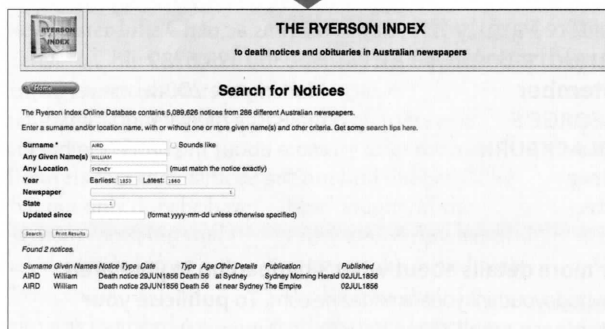 RYERSON
INDEX
THE RYERSON INDEX
to death notices and obituaries in Australian newspapers
Home
Search for Notices
The Ryerson Index Online Database contains 5,089,626 notices from 286 different Australian newspapers.
Enter a surname and/or location name, with or without one or more given name(s) and other criteria. Get some search tips here.
Surname * AIRD Sounds like
Any Given Name(s) WILLIAM
Any Location SYDNEY (must match the notice exactly)
Year Earliest: Latest: 1860
Newspaper
State
Updated since (format yyyy-mm-dd unless otherwise specified)
Search Print Results
Found 2 notices
Surname Given Names Notice Type Date Type Age Other Details Publication Published
AIRD William Death notice 29JUN1856 Death 56 at Sydney Sydney Morning Herald 02JUL1856
AIRD William Death notice 29JUN1856 Death 56 at near Sydney The Empire 02JUL1856
more details about